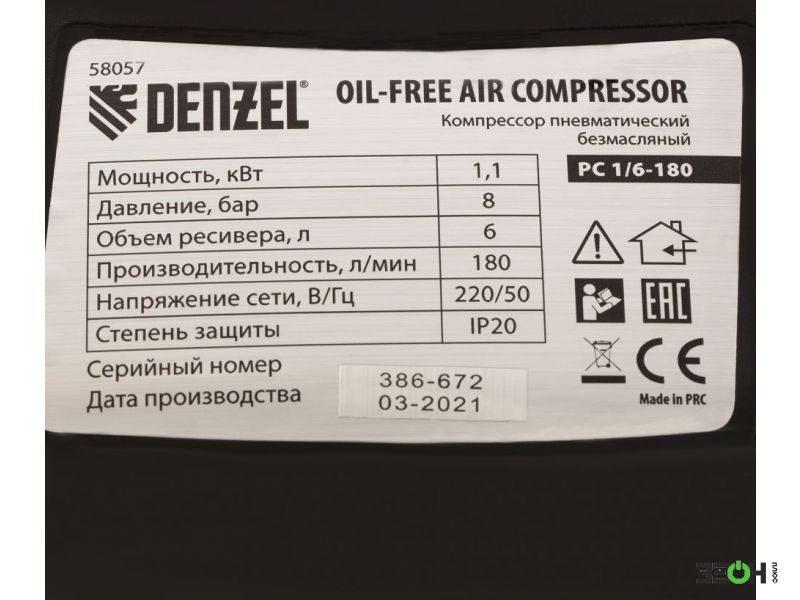 58057
DENZEL®
OIL-FREE AIR COMPRESSOR
Компрессор пневматический
безмасляный
PC 1/6-180
Мощность, кВт 1,1
Давление, бар 8
Объем ресивера, л 6
Производительность, л/мин 180
Напряжение сети, В/Гц 220/50
Степень защиты IP20
Серийный номер 386-672
Дата производства 03-2021
EAC
CE
Made in PRC